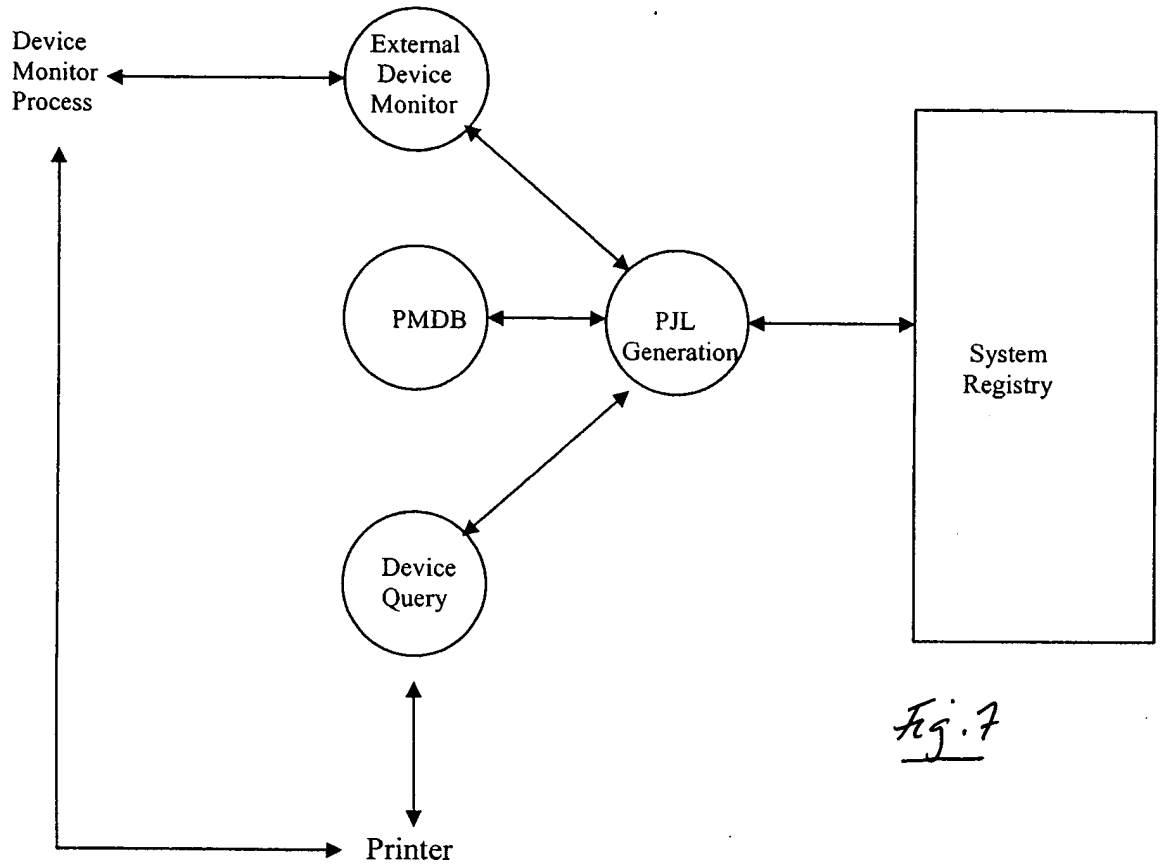 Device
Monitor
Process
External
Device
Monitor
PMDB
PJL
Generation
System
Registry
Device
Query
Fig. 7
Printer